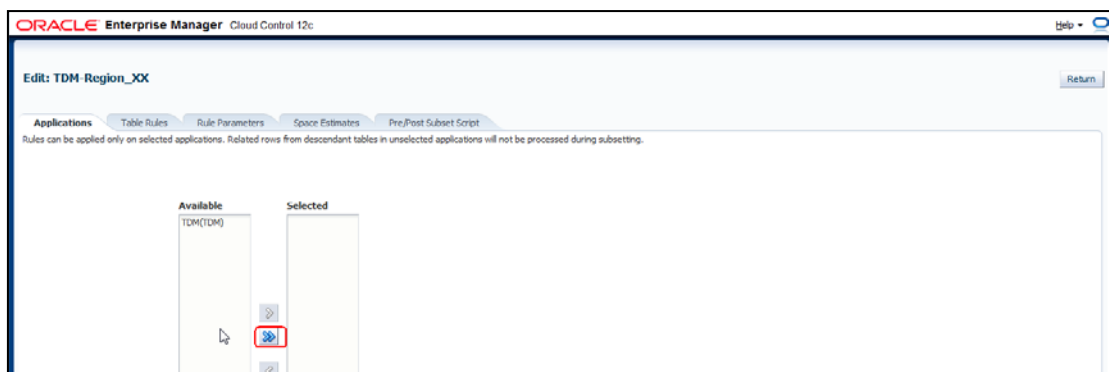 ORACLE Enterprise Manager Cloud Control 12c
Help
Edit: TDM-Region_XX
Return
Applications Table Rules Rule Parameters Space Estimates Pre/Post Subset Script
Rules can be applied only on selected applications. Related rows from descendant tables in unselected applications will not be processed during subsetting.
Available Selected
TDM(TDM)